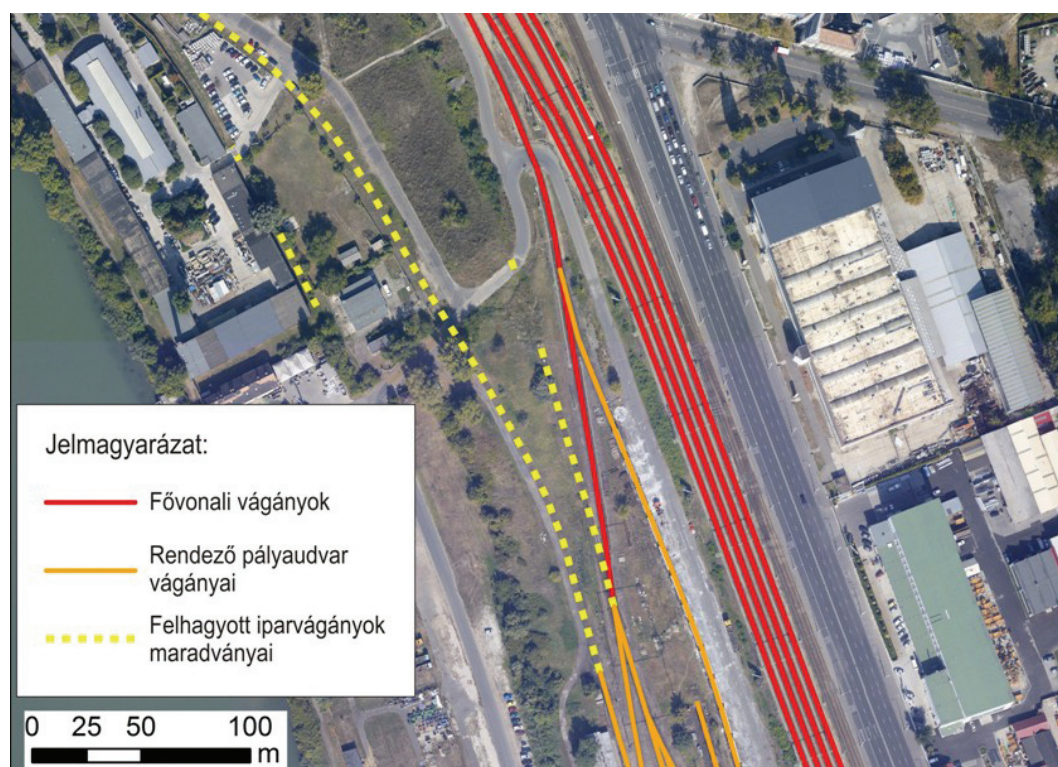 Jelmagyarázat:
Fővonali vágányok
Rendező pályaudvar
vágányai
Felhagyott iparvágányok
maradványai
0 25 50 100
m